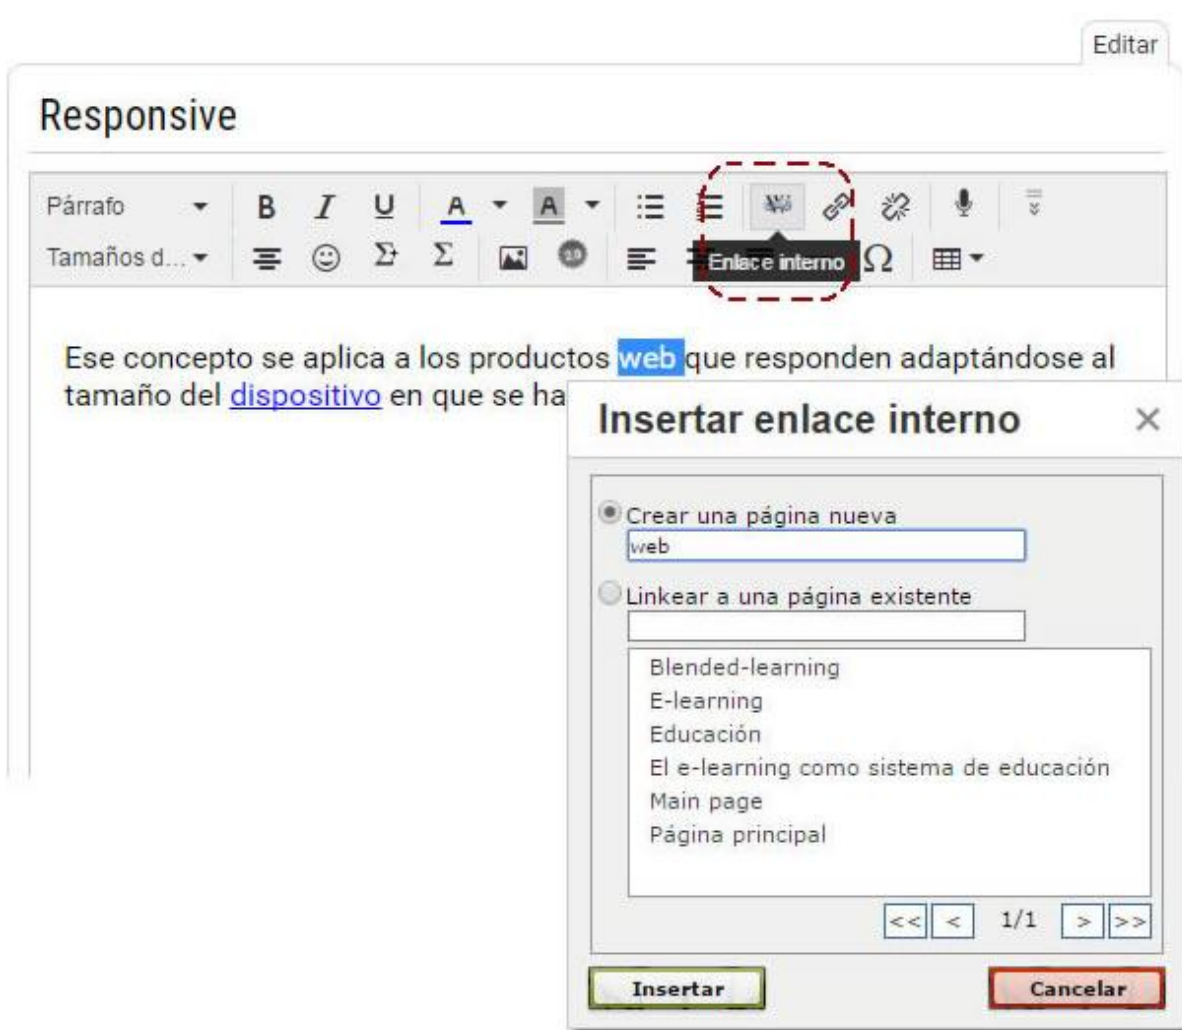 Editar
Responsive
Párrafo B I U A A
Enlace interno
Tamaños d... Σ+ Σ 2.0 Ω
Ese concepto se aplica a los productos web que responden adaptándose al
tamaño del dispositivo en que se ha
Insertar enlace interno ×
Crear una página nueva
web
Linkear a una página existente
Blended-learning
E-learning
Educación
El e-learning como sistema de educación
Main page
Página principal
<< < 1/1 > >>
Insertar Cancelar